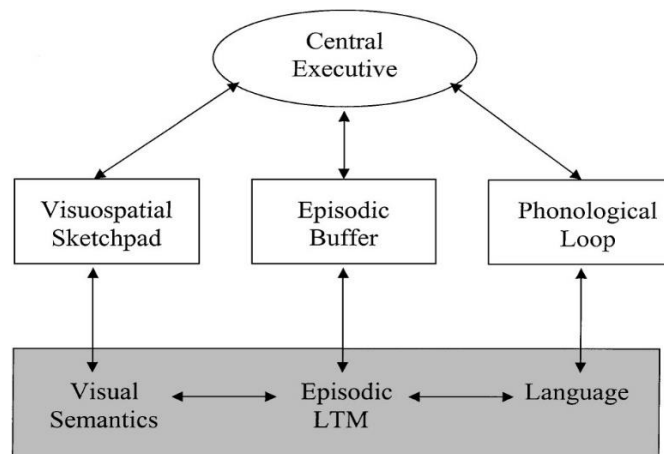 Central
Executive
Visuospatial
Sketchpad
Episodic
Buffer
Phonological
Loop
Visual
Semantics
Episodic
LTM
Language